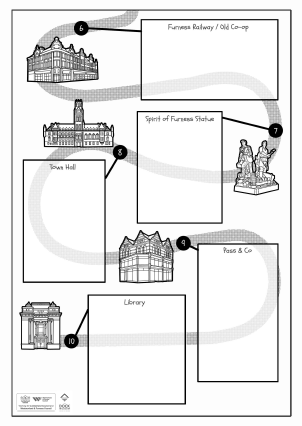 6
Furness Railway / Old Co-op
Spirit of Furness Statue
7
8
Town Hall
9
Pass & Co
Library
10